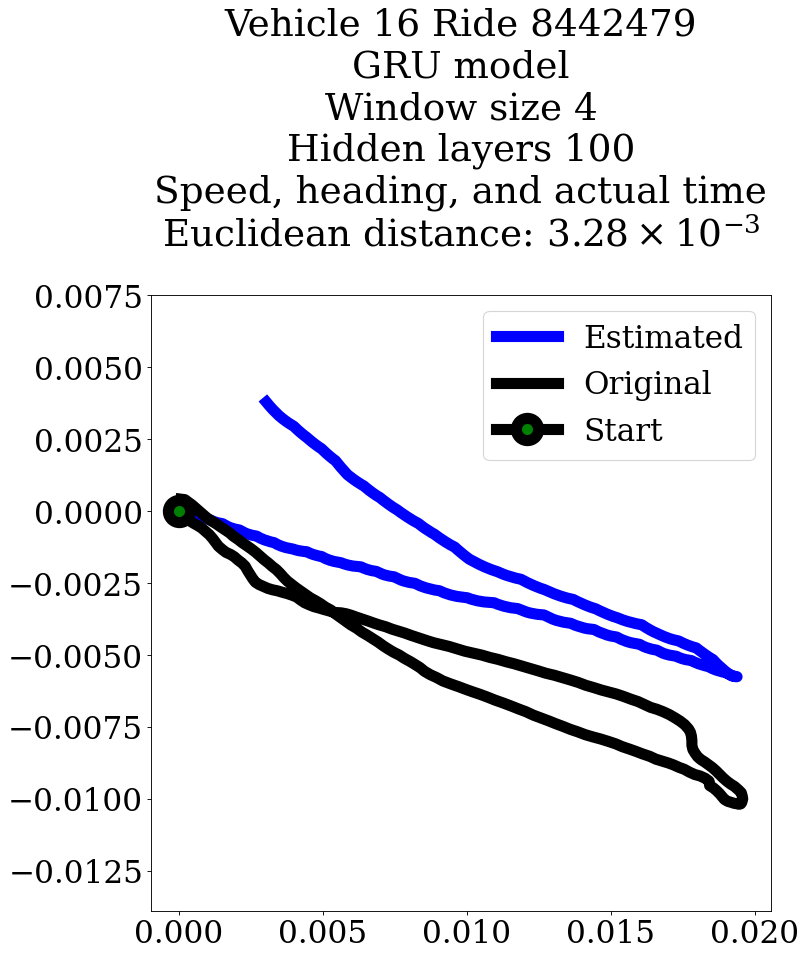 Vehicle 16 Ride 8442479
GRU model
Window size 4
Hidden layers 100
Speed, heading, and actual time
Euclidean distance: 3.28 × 10⁻³
0.0075
0.0050
0.0025
0.0000
−0.0025
−0.0050
−0.0075
−0.0100
−0.0125
Estimated
Original
Start
0.000 0.005 0.010 0.015 0.020